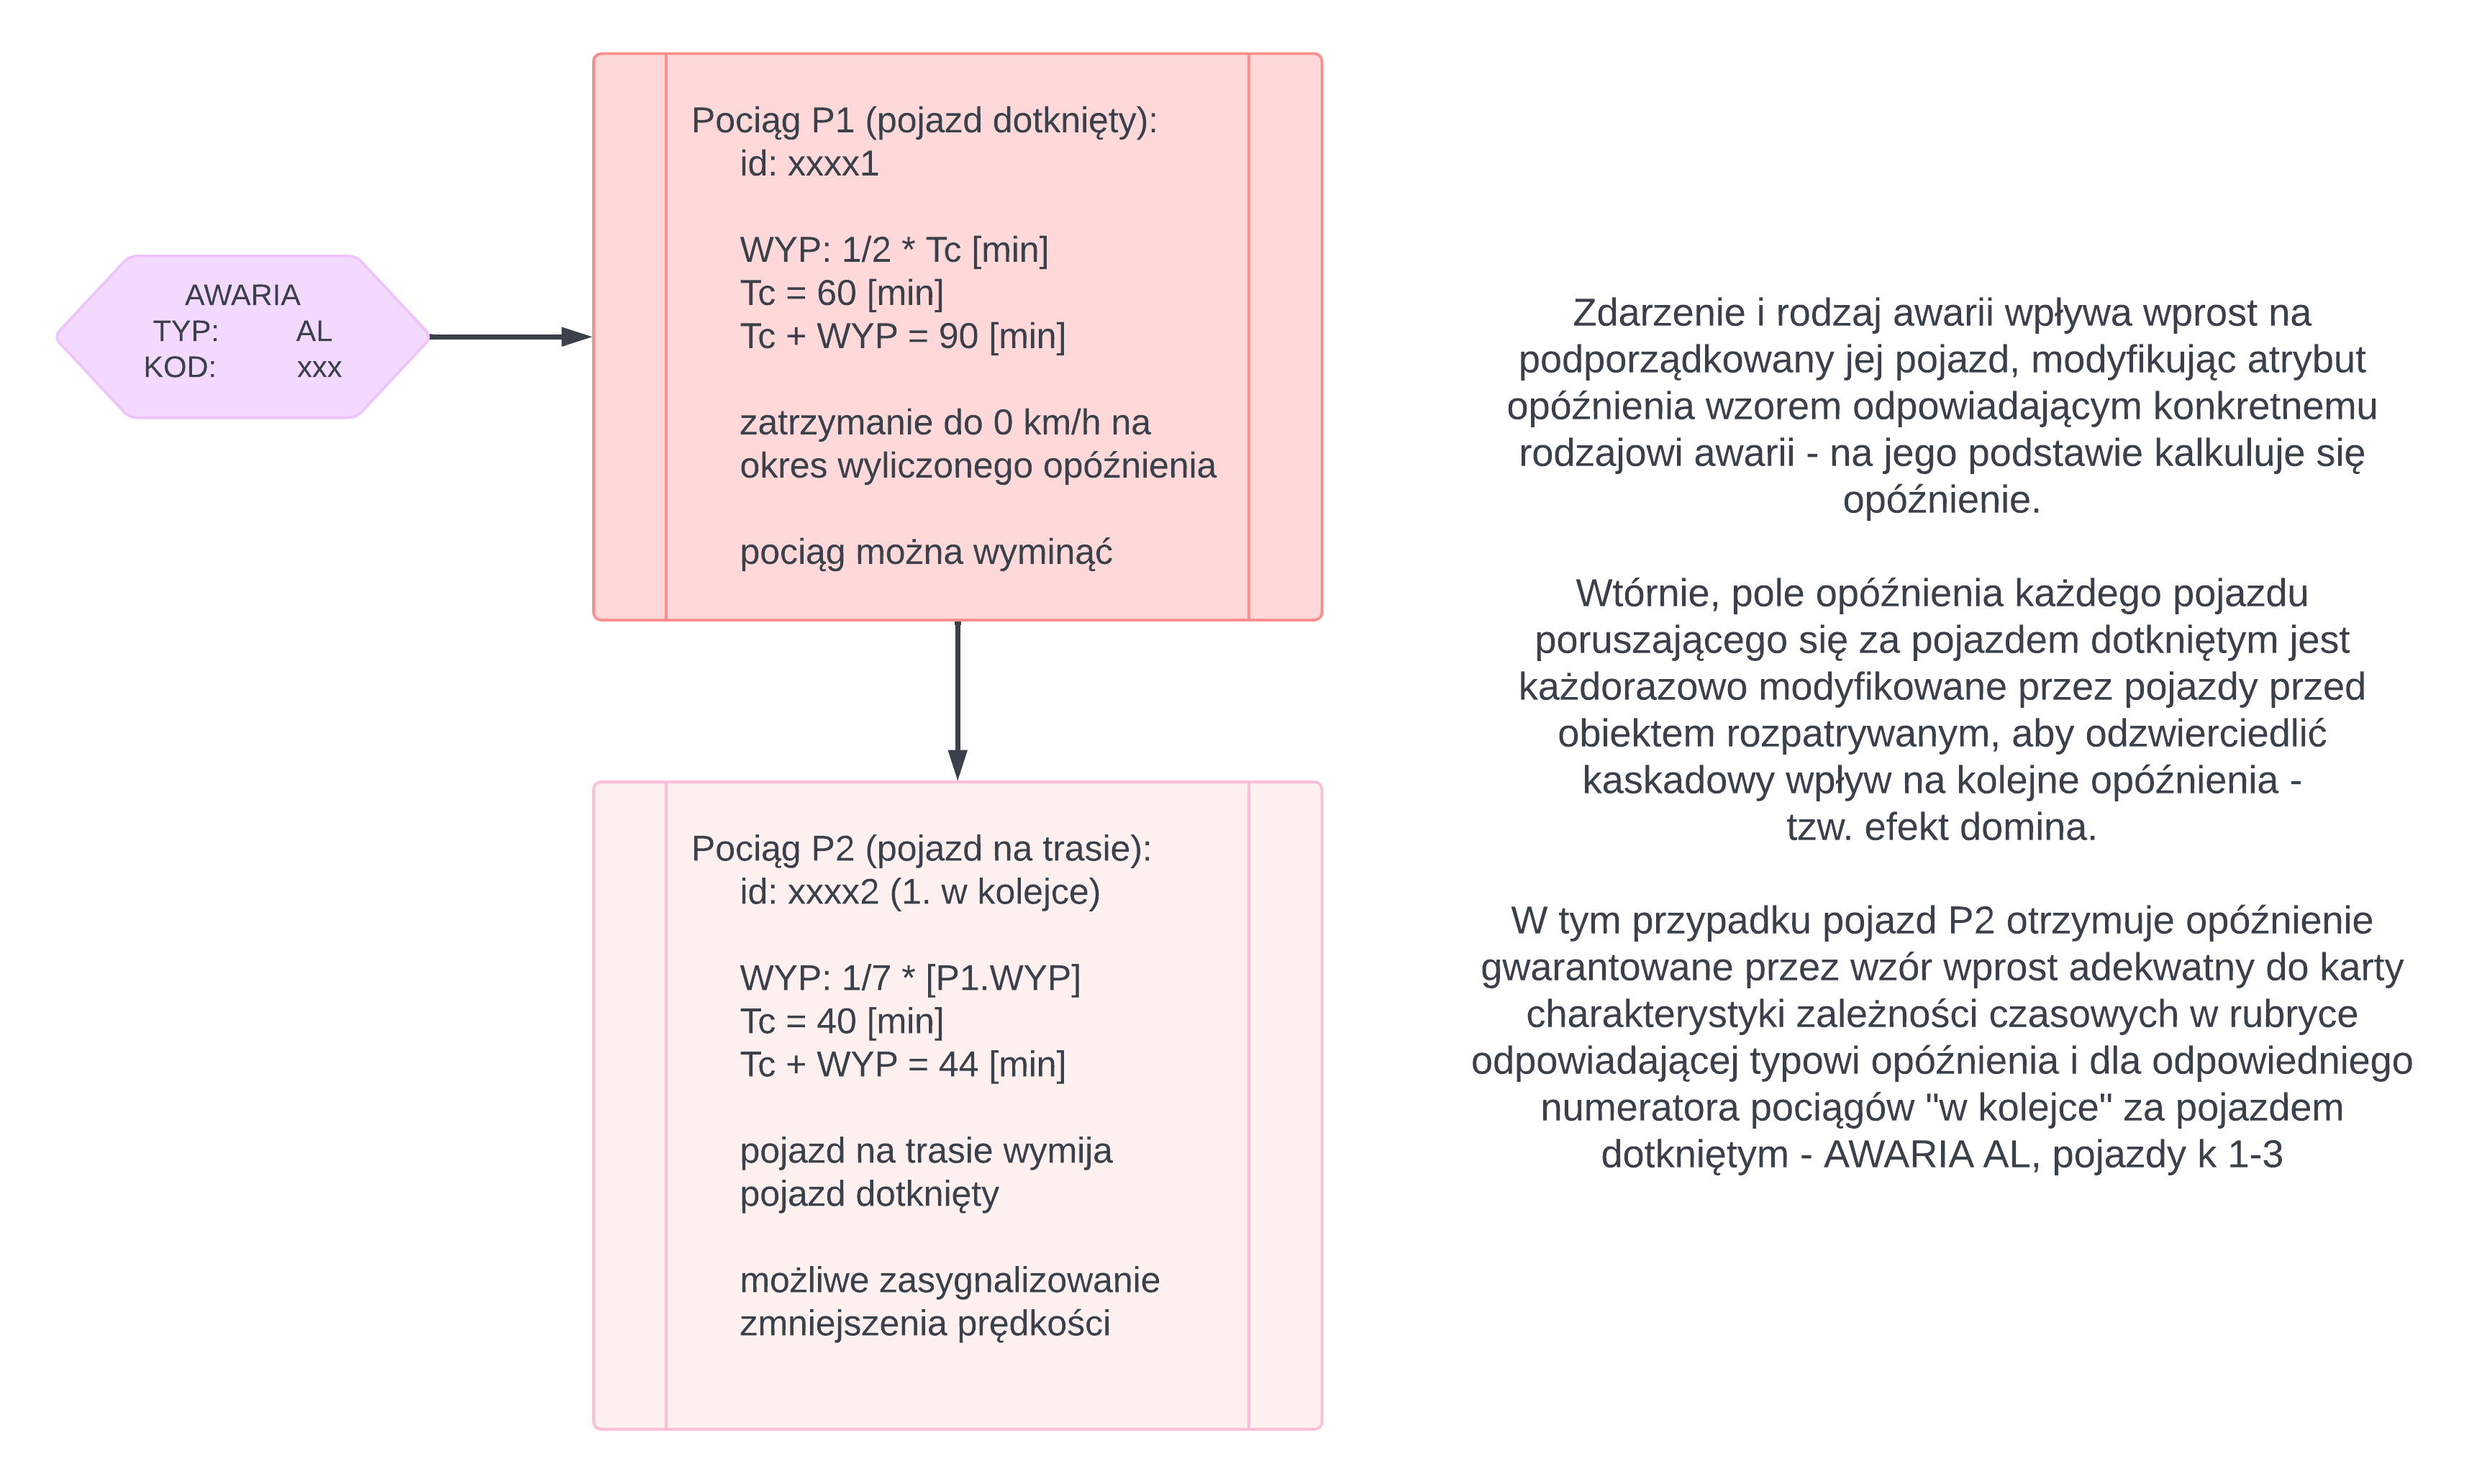 AWARIA
TYP: AL
KOD: xxx
Pociąg P1 (pojazd dotknięty):
id: xxxx1
WYP: 1/2 * Tc [min]
Tc = 60 [min]
Tc + WYP = 90 [min]
zatrzymanie do 0 km/h na
okres wyliczonego opóźnienia
pociąg można wyminąć
Pociąg P2 (pojazd na trasie):
id: xxxx2 (1. w kolejce)
WYP: 1/7 * [P1.WYP]
Tc = 40 [min]
Tc + WYP = 44 [min]
pojazd na trasie wymija
pojazd dotknięty
możliwe zasygnalizowanie
zmniejszenia prędkości
Zdarzenie i rodzaj awarii wpływa wprost na
podporządkowany jej pojazd, modyfikując atrybut
opóźnienia wzorem odpowiadającym konkretnemu
rodzajowi awarii - na jego podstawie kalkuluje się
opóźnienie.
Wtórnie, pole opóźnienia każdego pojazdu
poruszającego się za pojazdem dotkniętym jest
każdorazowo modyfikowane przez pojazdy przed
obiektem rozpatrywanym, aby odzwierciedlić
kaskadowy wpływ na kolejne opóźnienia -
tzw. efekt domina.
W tym przypadku pojazd P2 otrzymuje opóźnienie
gwarantowane przez wzór wprost adekwatny do karty
charakterystyki zależności czasowych w rubryce
odpowiadającej typowi opóźnienia i dla odpowiedniego
numeratora pociągów "w kolejce" za pojazdem
dotkniętym - AWARIA AL, pojazdy k 1-3